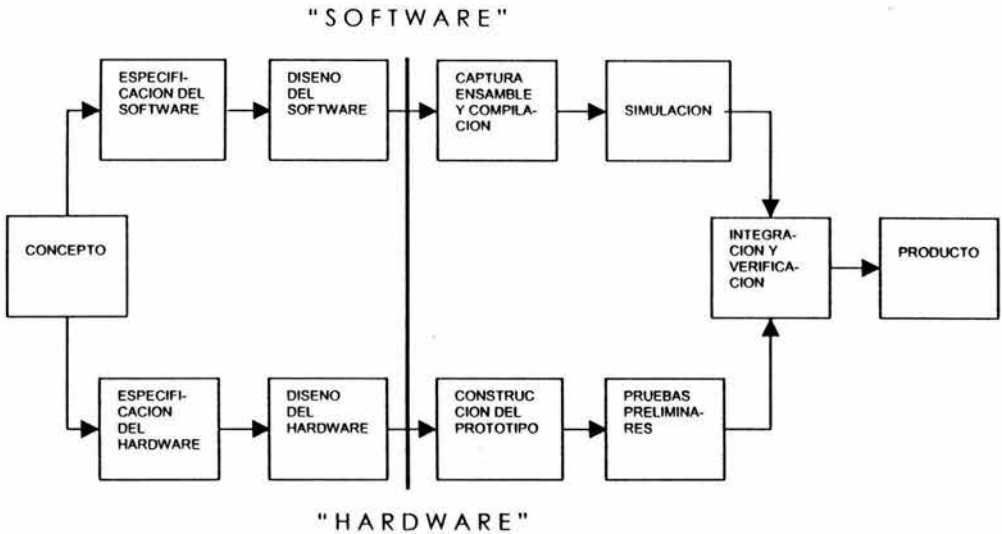 "SOFTWARE"
ESPECIFI-
CACION DEL
SOFTWARE
DISENO
DEL
SOFTWARE
CAPTURA
ENSAMBLE
Y COMPILA-
CION
SIMULACION
CONCEPTO
INTEGRA-
CION Y
VERIFICA-
CION
PRODUCTO
ESPECIFI-
CACION
DEL
HARDWARE
DISENO
DEL
HARDWARE
CONSTRUC
CION DEL
PROTOTIPO
PRUEBAS
PRELIMINA-
RES
"HARDWARE"